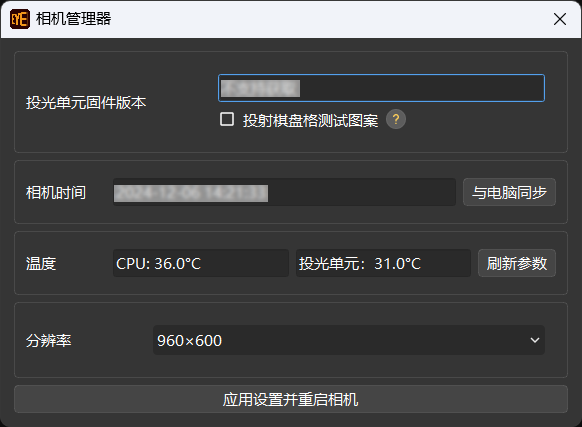 EYE 相机管理器
投光单元固件版本
投射棋盘格测试图案 ?
相机时间 与电脑同步
温度 CPU: 36.0°C 投光单元：31.0°C 刷新参数
分辨率 960×600
应用设置并重启相机